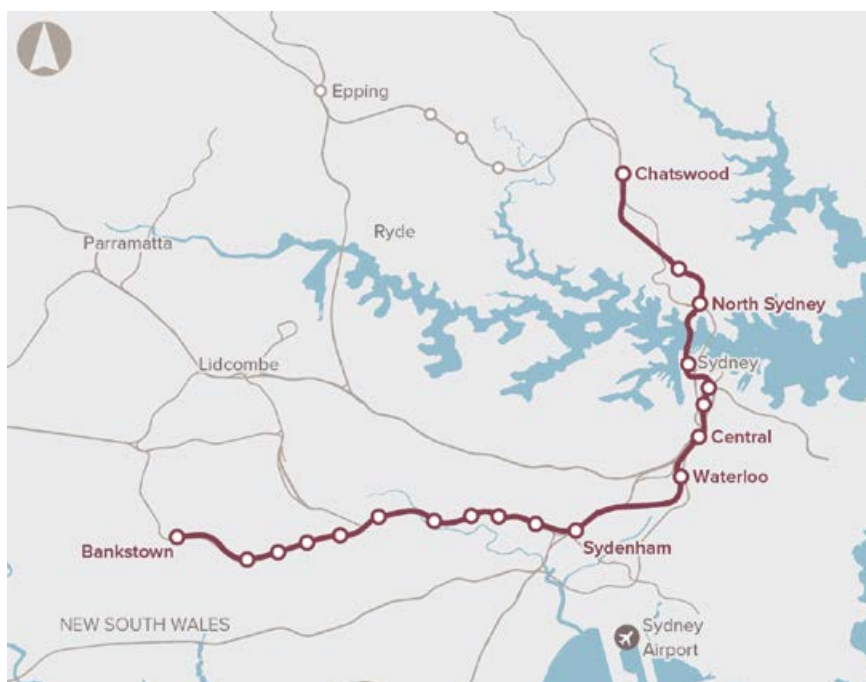 Epping
Chatswood
Ryde
Parramatta
North Sydney
Lidcombe
Sydney
Central
Waterloo
Bankstown
Sydenham
NEW SOUTH WALES
Sydney
Airport